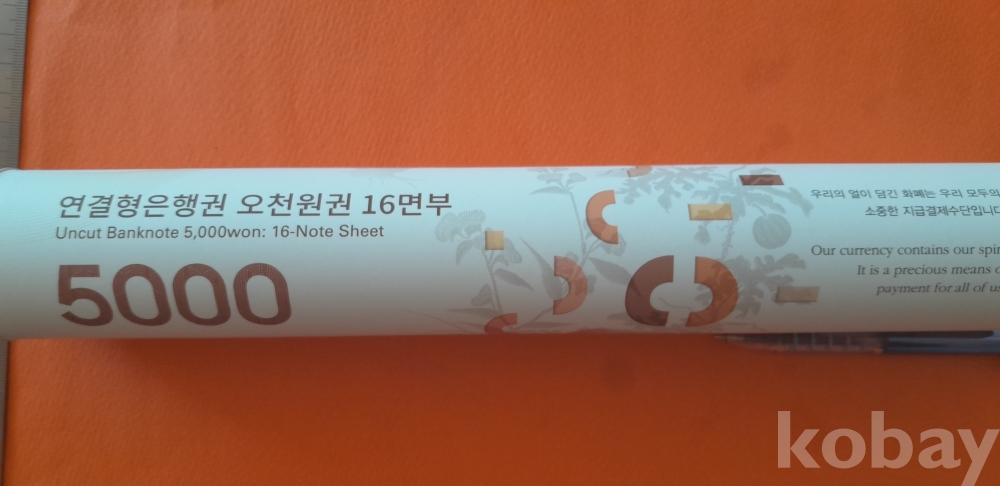 연결형은행권 오천원권 16면부
Uncut Banknote 5,000won: 16-Note Sheet
5000
우리의 얼이 담긴 화폐는 우리 모두의
소중한 지급결제수단입니다
Our currency contains our
It is a precious means
payment for all of us
kobay